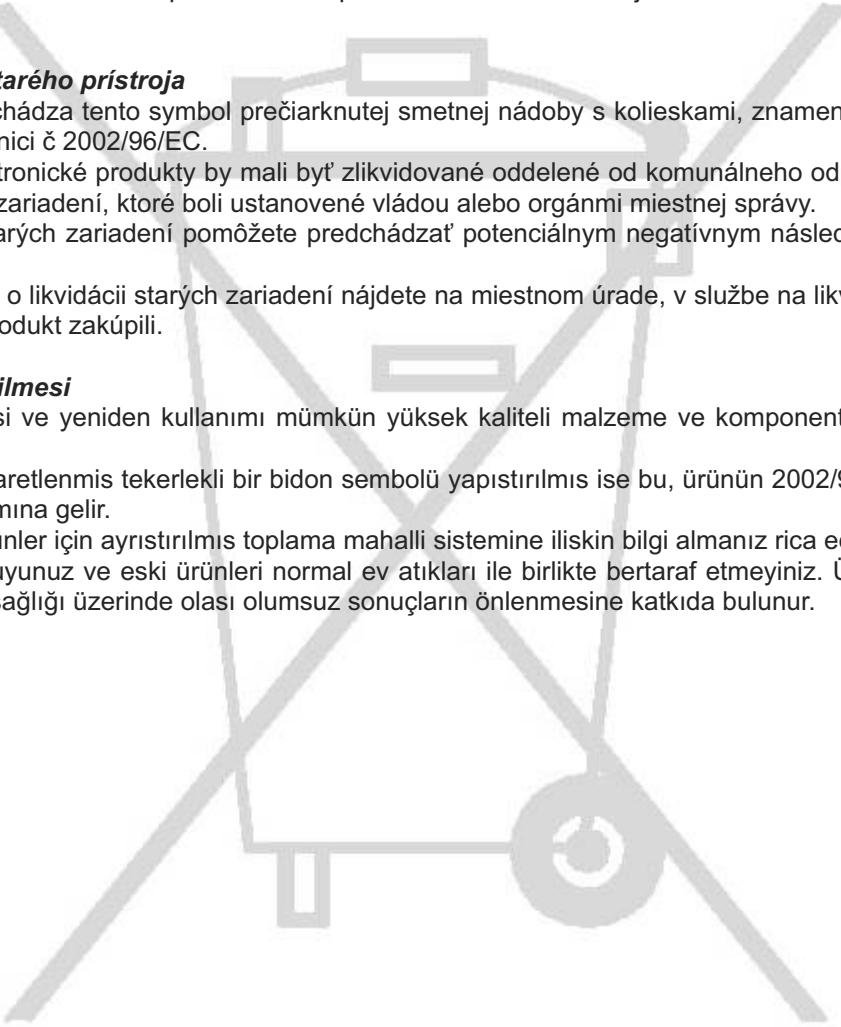 tarého prístroja
chádza tento symbol prečiarknutej smetnej nádoby s kolieskami, znamen
nici č 2002/96/EC.
tronické produkty by mali byť zlikvidované oddelené od komunálneho od
zariadení, ktoré boli ustanovené vládou alebo orgánmi miestnej správy.
arých zariadení pomôžete predchádzať potenciálnym negatívnym násled
o likvidácii starých zariadení nájdete na miestnom úrade, v službe na lik
odukt zakúpili.
ilmesi
si ve yeniden kullanımı mümkün yüksek kaliteli malzeme ve komponent
aretlenmis tekerlekli bir bidon sembolü yapıstırılmıs ise bu, ürünün 2002/9
mına gelir.
nler için ayrıstırılmıs toplama mahalli sistemine iliskin bilgi almanız rica e
uyunuz ve eski ürünleri normal ev atıkları ile birlikte bertaraf etmeyiniz. Ü
sağlığı üzerinde olası olumsuz sonuçların önlenmesine katkıda bulunur.